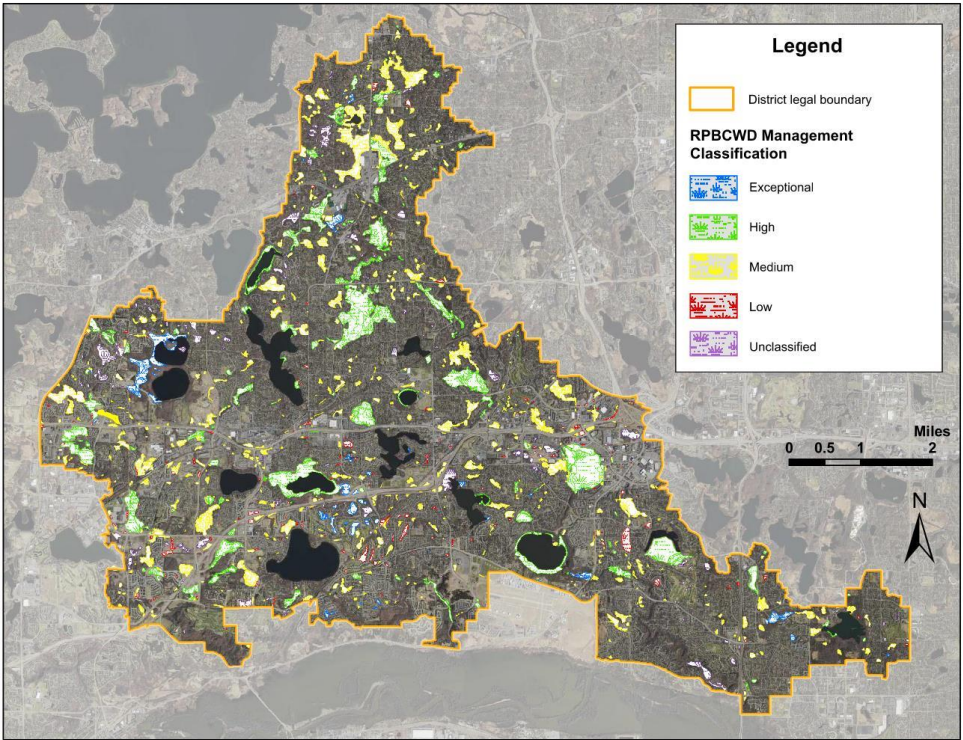 Legend
District legal boundary
RPBCWD Management
Classification
Exceptional
High
Medium
Low
Unclassified
Miles
0 0.5 1 2
N